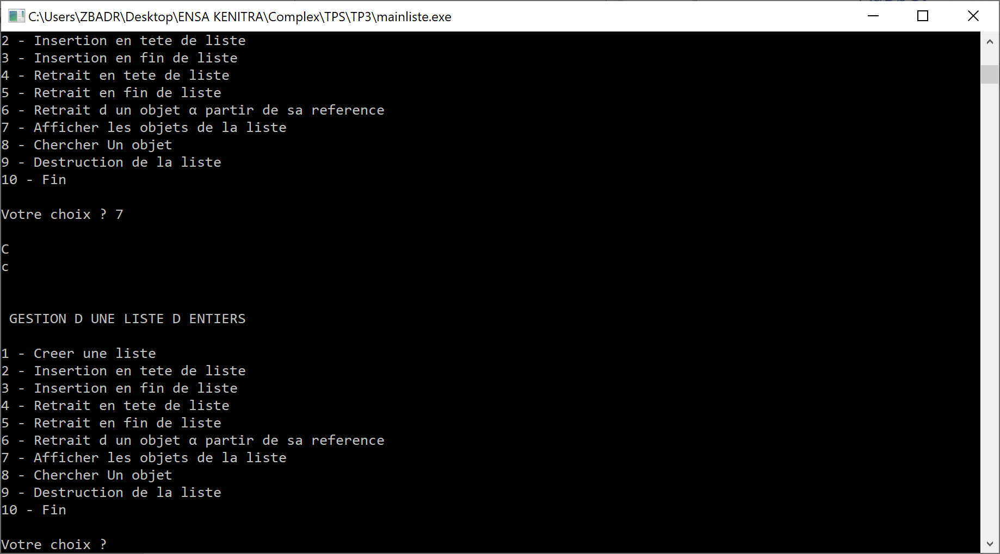 C:\Users\ZBADR\Desktop\ENSA KENITRA\Complex\TPS\TP3\mainliste.exe
2 - Insertion en tete de liste
3 - Insertion en fin de liste
4 - Retrait en tete de liste
5 - Retrait en fin de liste
6 - Retrait d un objet α partir de sa reference
7 - Afficher les objets de la liste
8 - Chercher Un objet
9 - Destruction de la liste
10 - Fin
Votre choix ? 7
C
c
GESTION D UNE LISTE D ENTIERS
1 - Creer une liste
2 - Insertion en tete de liste
3 - Insertion en fin de liste
4 - Retrait en tete de liste
5 - Retrait en fin de liste
6 - Retrait d un objet α partir de sa reference
7 - Afficher les objets de la liste
8 - Chercher Un objet
9 - Destruction de la liste
10 - Fin
Votre choix ?